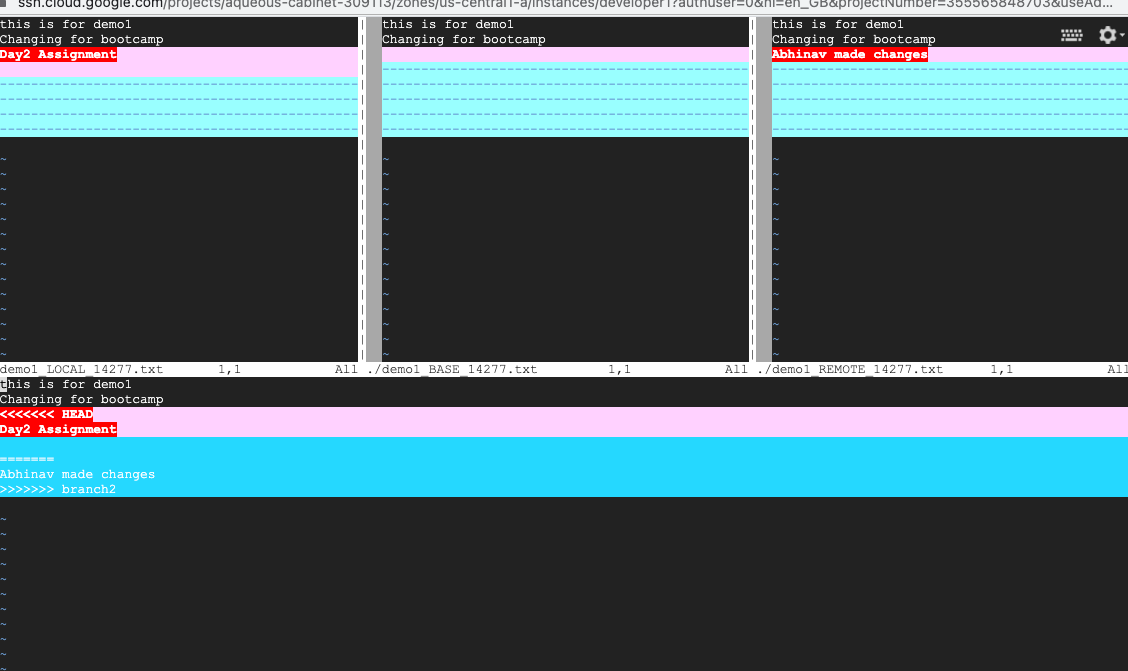 ssh.cloud.google.com/projects/aqueous-cabinet-309113/zones/us-central1-a/instances/developer1?authuser=0&hl=en_GB&projectNumber=355565848703&useAd...
this is for demo1
Changing for bootcamp
Day2 Assignment
this is for demo1
Changing for bootcamp
this is for demo1
Changing for bootcamp
Abhinav made changes
demo1_LOCAL_14277.txt 1,1 All ./demo1_BASE_14277.txt 1,1 All ./demo1_REMOTE_14277.txt 1,1 All
this is for demo1
Changing for bootcamp
<<<<<<< HEAD
Day2 Assignment
=======
Abhinav made changes
>>>>>>> branch2